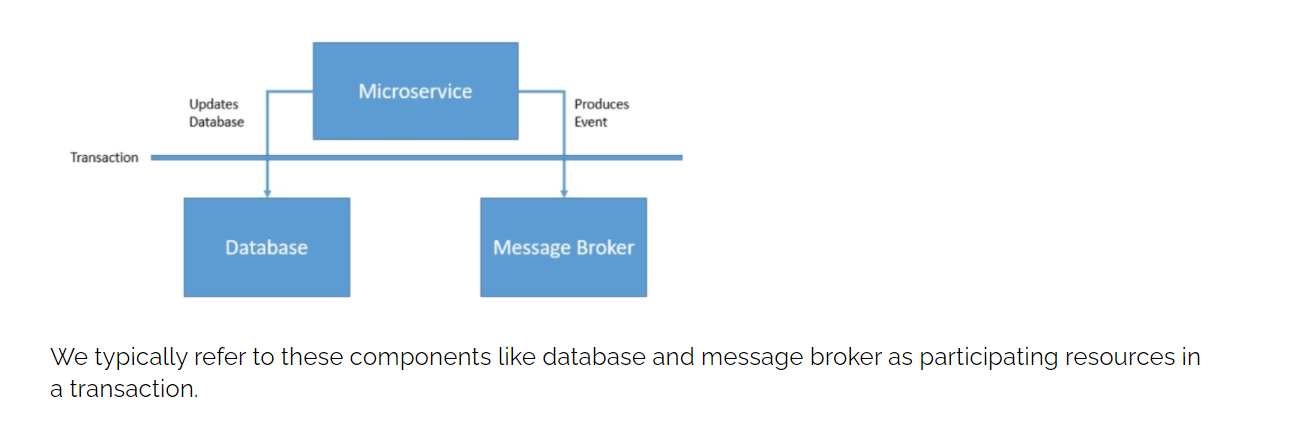 Microservice
Updates
Database
Produces
Event
Transaction
Database
Message Broker
We typically refer to these components like database and message broker as participating resources in
a transaction.